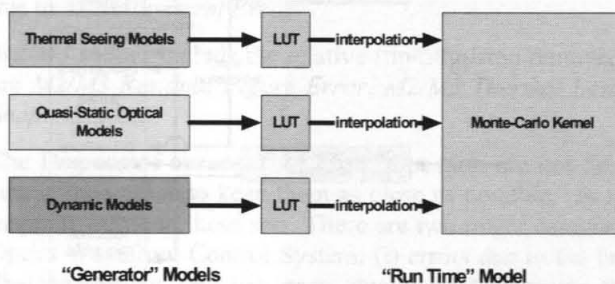 Thermal Seeing Models
LUT
interpolation
Quasi-Static Optical
Models
LUT
interpolation
Monte-Carlo Kernel
Dynamic Models
LUT
interpolation
“Generator” Models
“Run Time” Model